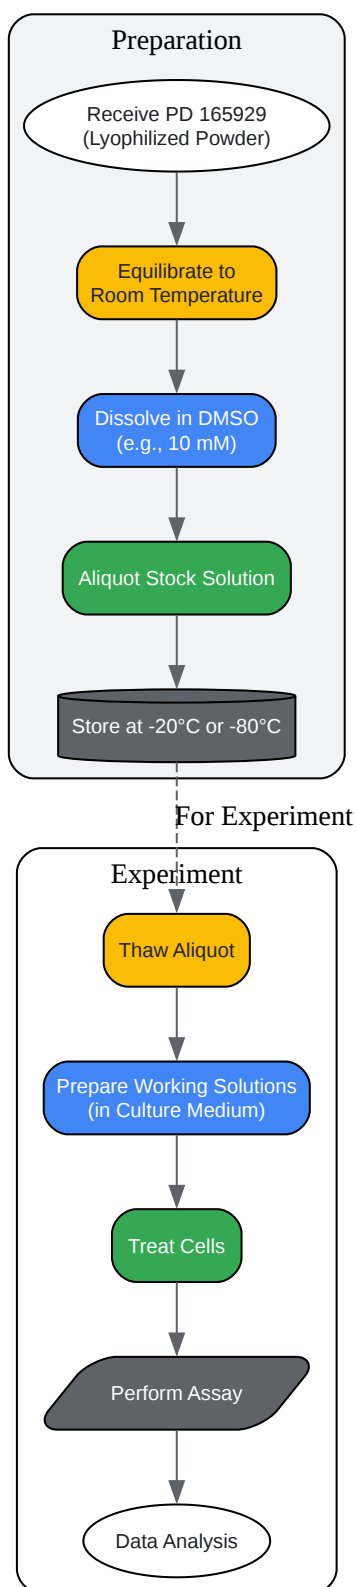 Preparation
Receive PD 165929
(Lyophilized Powder)
Equilibrate to
Room Temperature
Dissolve in DMSO
(e.g., 10 mM)
Aliquot Stock Solution
Store at -20°C or -80°C
For Experiment
Experiment
Thaw Aliquot
Prepare Working Solutions
(in Culture Medium)
Treat Cells
Perform Assay
Data Analysis